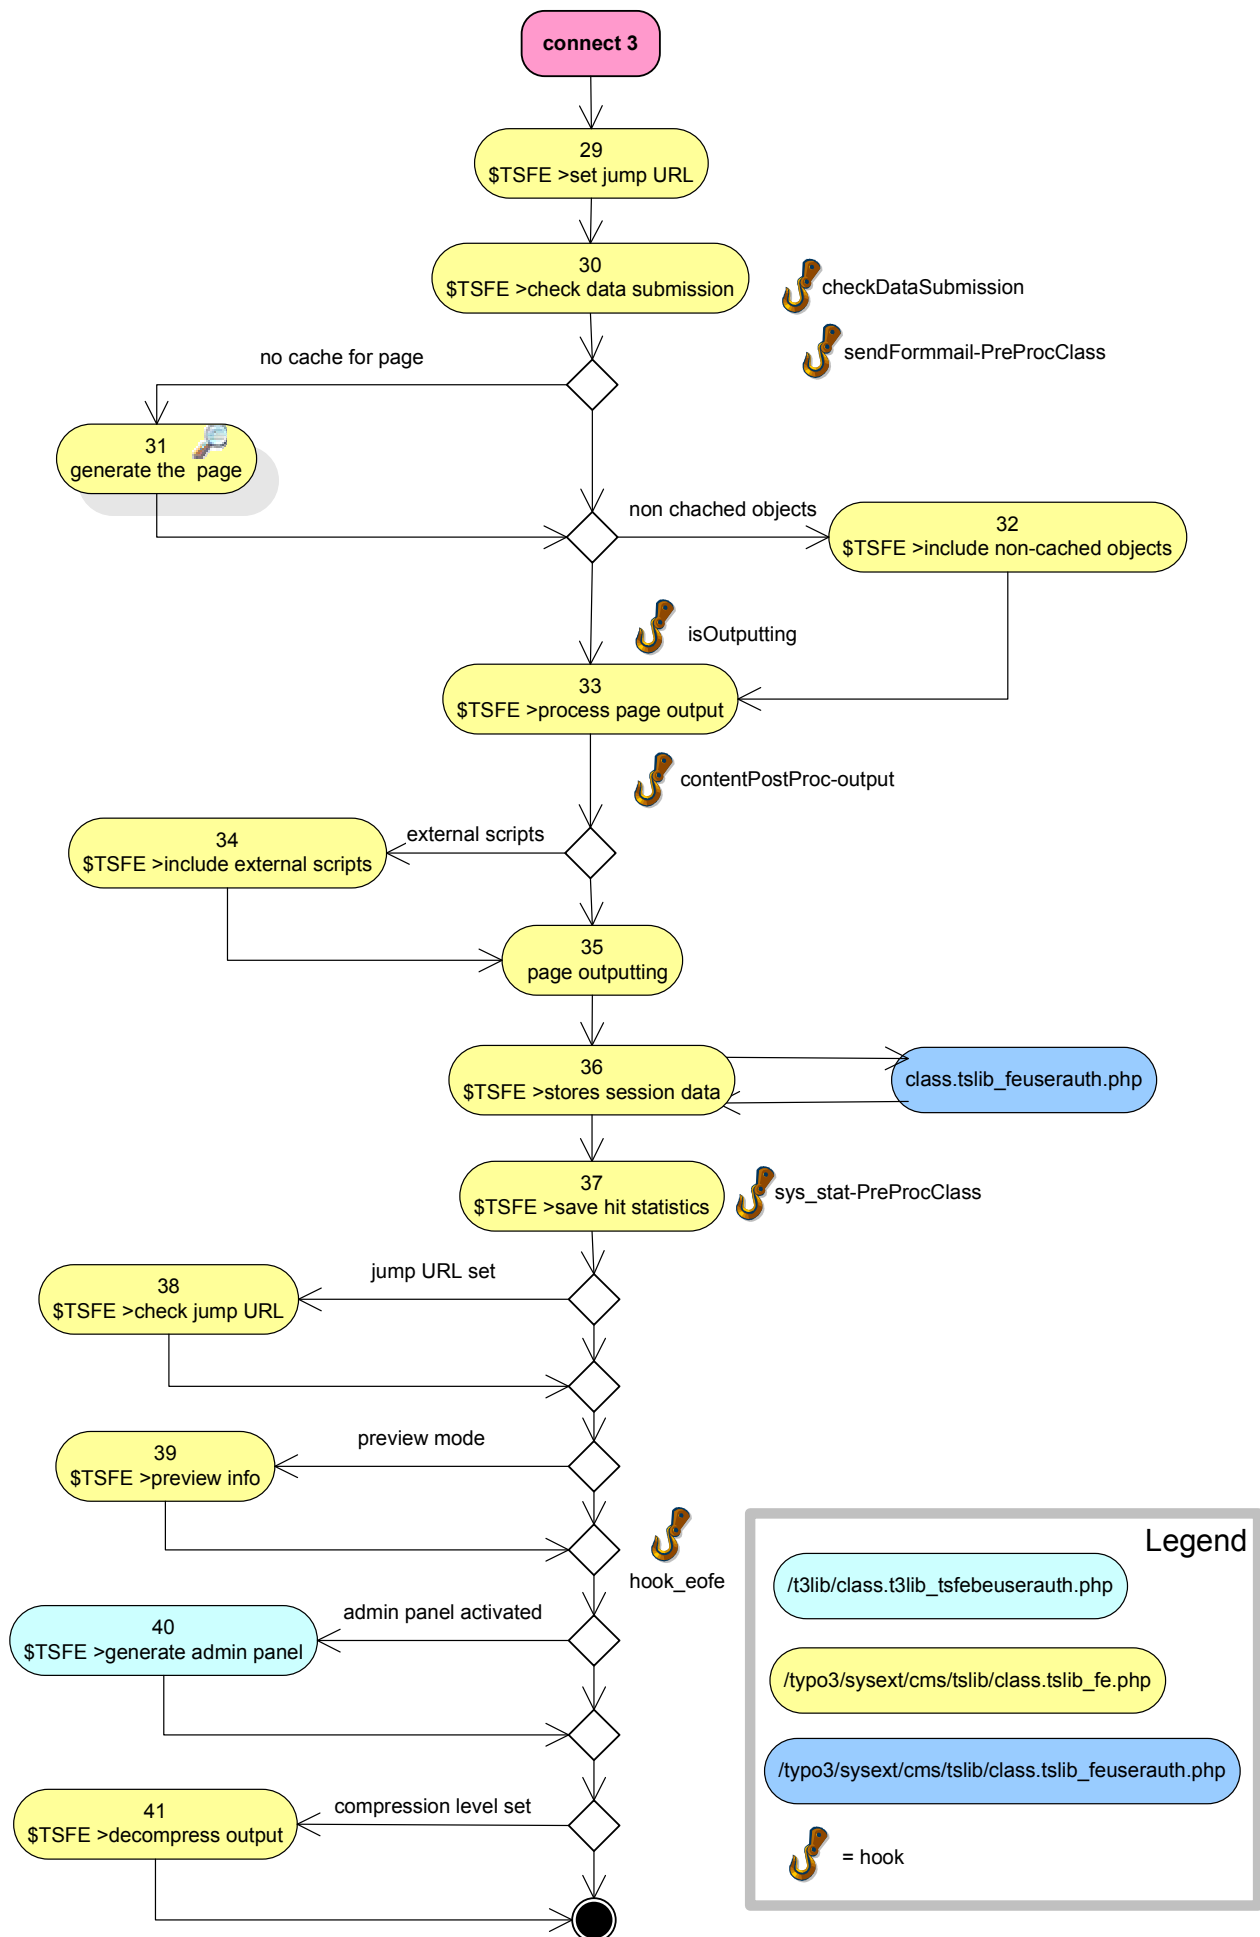 connect 3
29
$TSFE >set jump URL
30
$TSFE >check data submission
checkDataSubmission
sendFormmail-PreProcClass
no cache for page
31
generate the  page
non chached objects
32
$TSFE >include non-cached objects
isOutputting
33
$TSFE >process page output
contentPostProc-output
external scripts
34
$TSFE >include external scripts
35
page outputting
36
$TSFE >stores session data
class.tslib_feuserauth.php
37
$TSFE >save hit statistics
sys_stat-PreProcClass
jump URL set
38
$TSFE >check jump URL
preview mode
39
$TSFE >preview info
hook_eofe
admin panel activated
40
$TSFE >generate admin panel
compression level set
41
$TSFE >decompress output
Legend
/t3lib/class.t3lib_tsfebeuserauth.php
/typo3/sysext/cms/tslib/class.tslib_fe.php
/typo3/sysext/cms/tslib/class.tslib_feuserauth.php
= hook